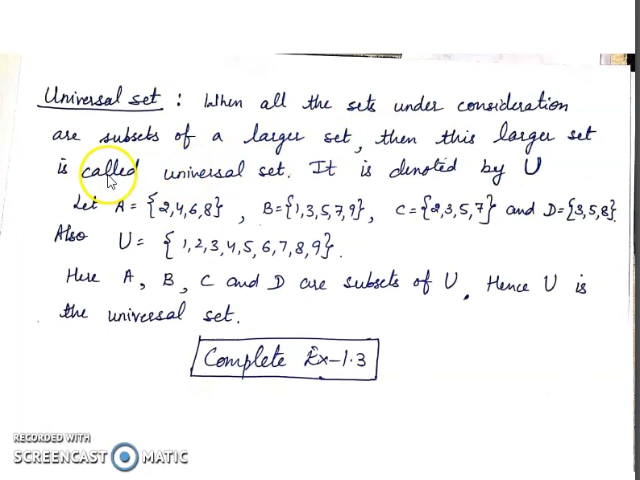 Universal set : When all the sets under consideration
are subsets of a larger set, then this larger set
is called universal set. It is denoted by U
Let A = {2,4,6,8} , B={1,3,5,7,9}, C={2,3,5,7} and D={3,5,8}
Also U = {1,2,3,4,5,6,7,8,9}.
Here A, B, C and D are subsets of U. Hence U is
the universal set.
Complete Ex-1.3
RECORDED WITH
SCREENCAST MATIC